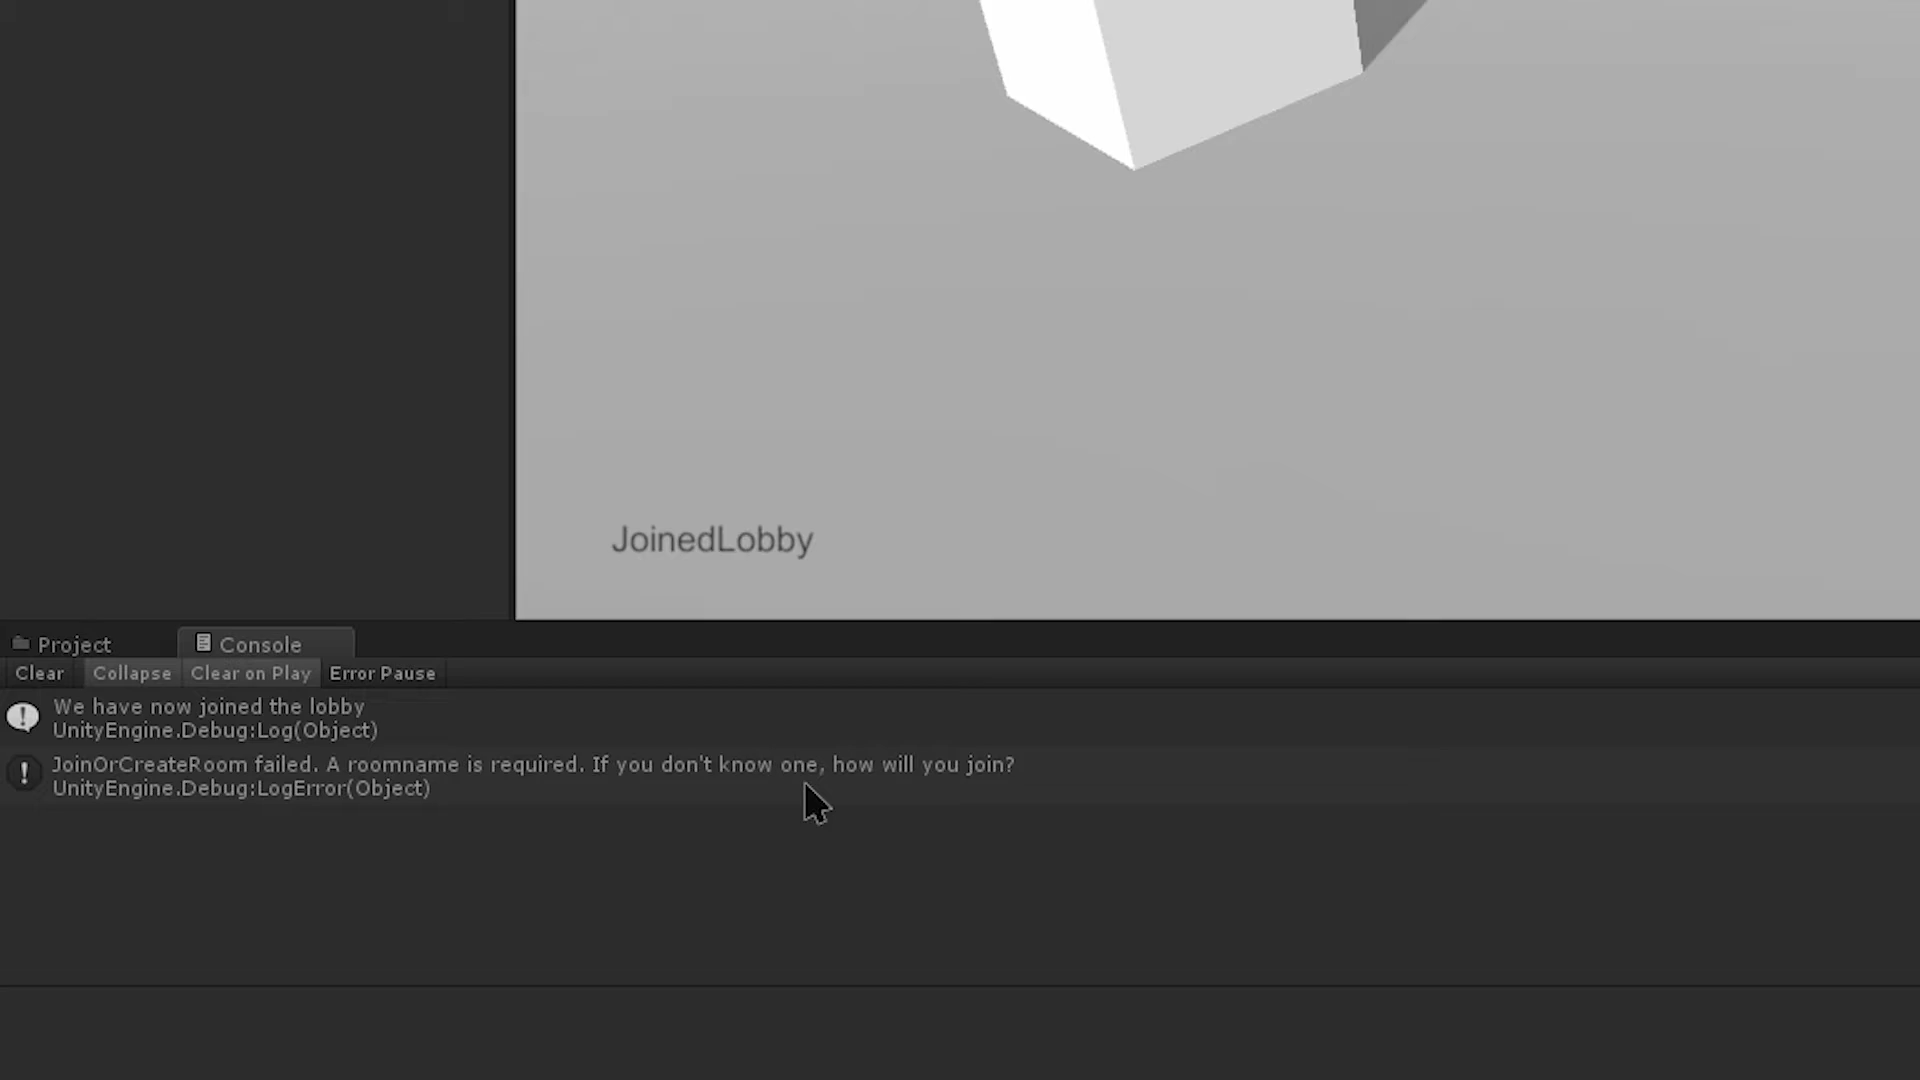 JoinedLobby
Project
Console
Clear
Collapse
Clear on Play
Error Pause
We have now joined the lobby
UnityEngine.Debug:Log(Object)
JoinOrCreateRoom failed. A roomname is required. If you don't know one, how will you join?
UnityEngine.Debug:LogError(Object)